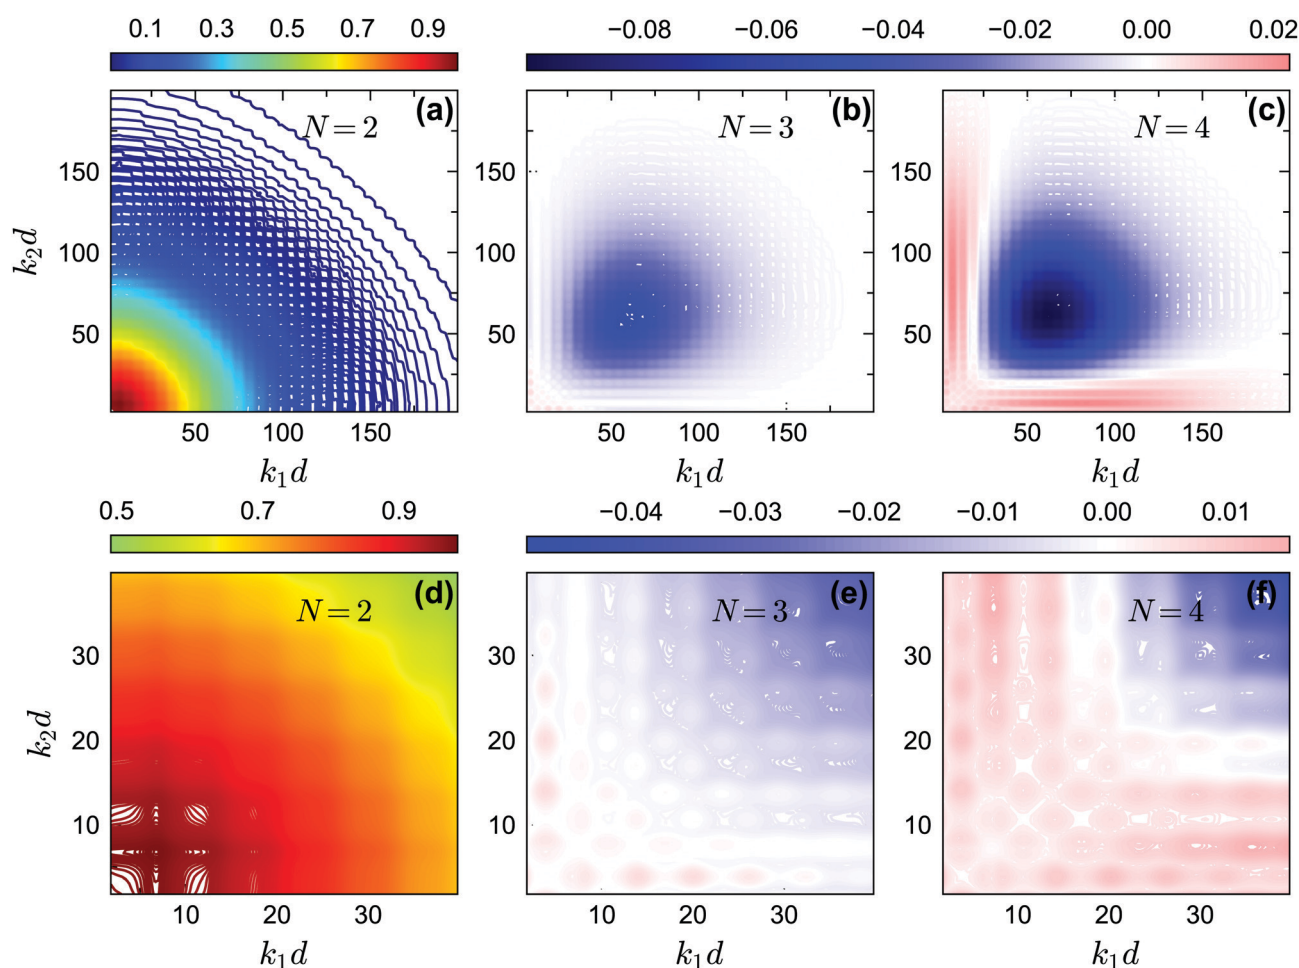 0.1 0.3 0.5 0.7 0.9
−0.08 −0.06 −0.04 −0.02 0.00 0.02
(a) N = 2
(b) N = 3
(c) N = 4
150
100
50
k₂d
150
100
50
150
100
50
50 100 150
50 100 150
50 100 150
k₁d
k₁d
k₁d
0.5 0.7 0.9
−0.04 −0.03 −0.02 −0.01 0.00 0.01
(d) N = 2
(e) N = 3
(f) N = 4
30
20
10
k₂d
30
20
10
30
20
10
10 20 30
10 20 30
10 20 30
k₁d
k₁d
k₁d